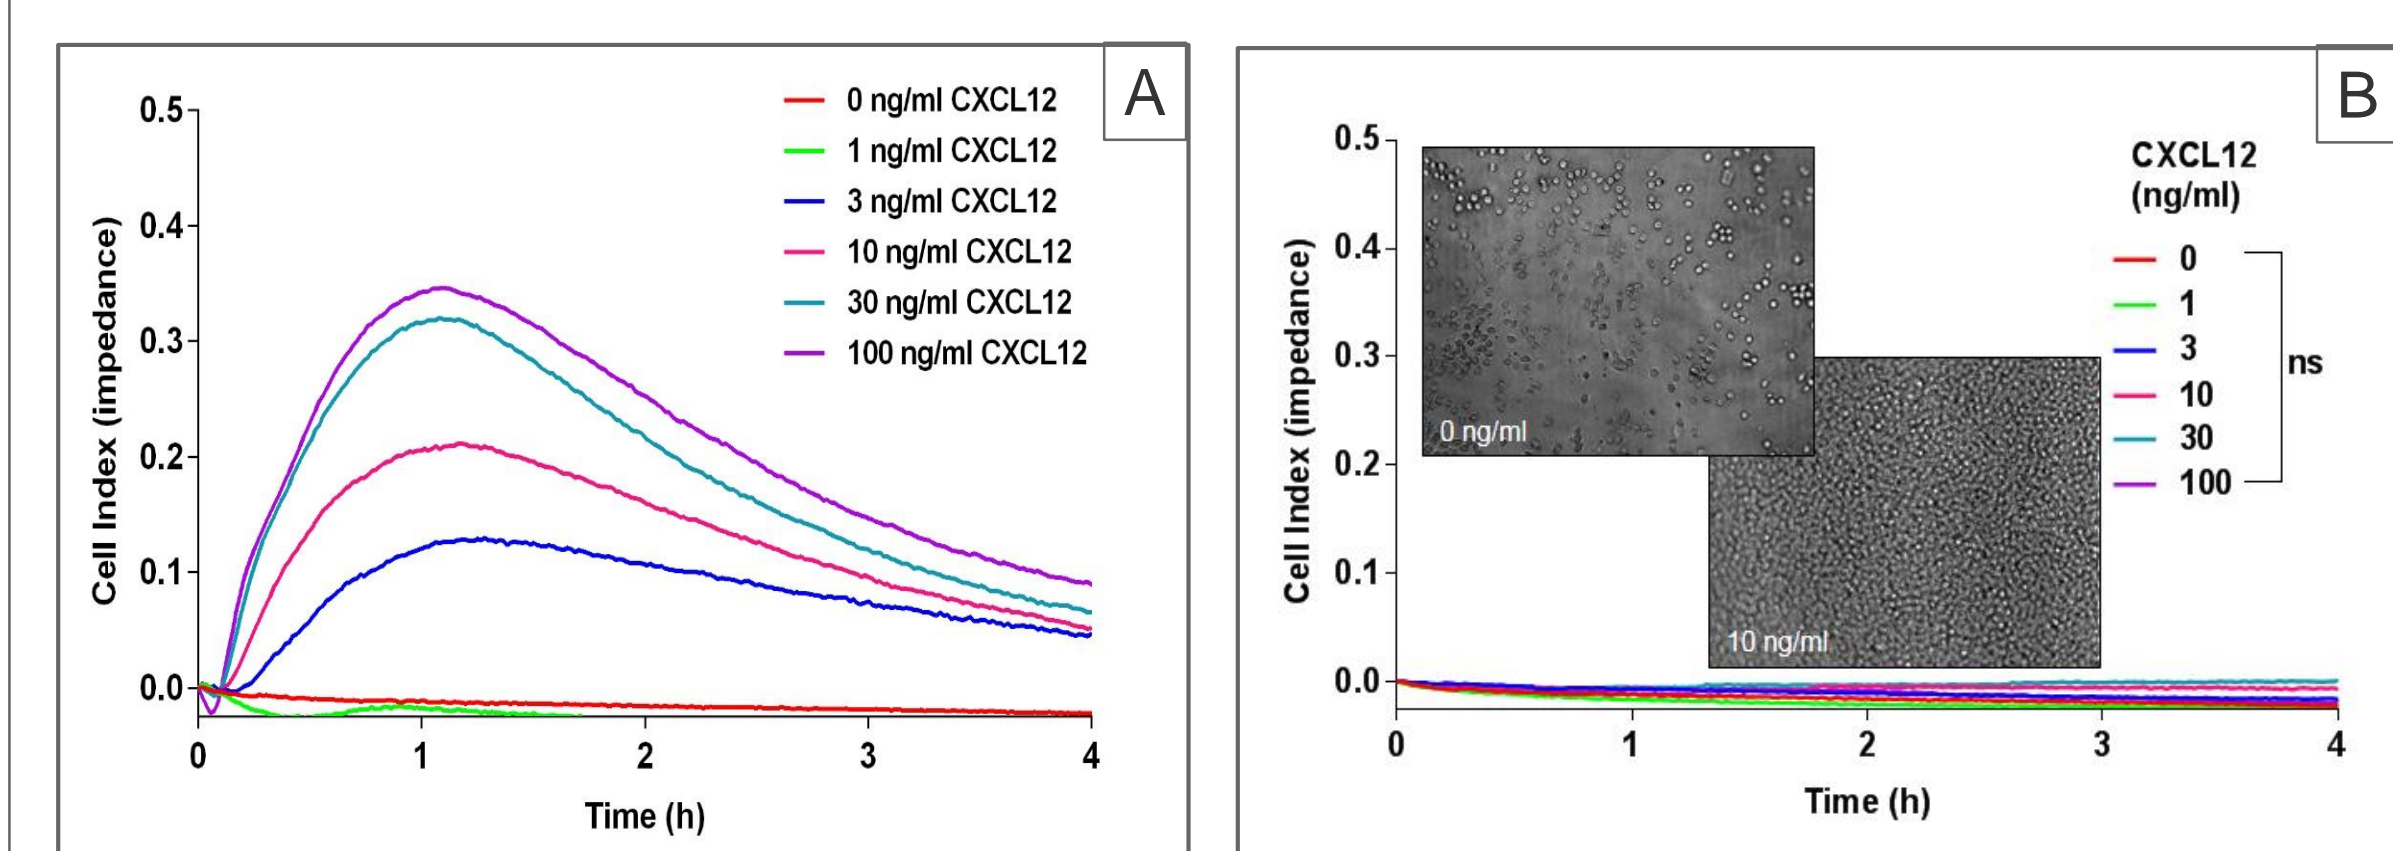 A
0.5
0.4
0.3
0.2
0.1
0.0
Cell Index (impedance)
0 ng/ml CXCL12
1 ng/ml CXCL12
3 ng/ml CXCL12
10 ng/ml CXCL12
30 ng/ml CXCL12
100 ng/ml CXCL12
0 1 2 3 4
Time (h)
B
0.5
0.4
0.3
0.2
0.1
0.0
Cell Index (impedance)
0 ng/ml
10 ng/ml
CXCL12
(ng/ml)
0
1
3
10
30
100
ns
0 1 2 3 4
Time (h)